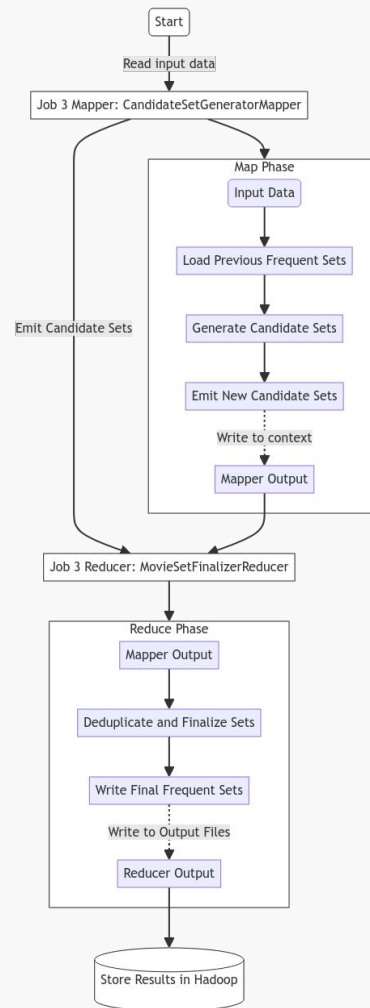 Start
Read input data
Job 3 Mapper: CandidateSetGeneratorMapper
Map Phase
Input Data
Load Previous Frequent Sets
Generate Candidate Sets
Emit Candidate Sets
Emit New Candidate Sets
Write to context
Mapper Output
Job 3 Reducer: MovieSetFinalizerReducer
Reduce Phase
Mapper Output
Deduplicate and Finalize Sets
Write Final Frequent Sets
Write to Output Files
Reducer Output
Store Results in Hadoop